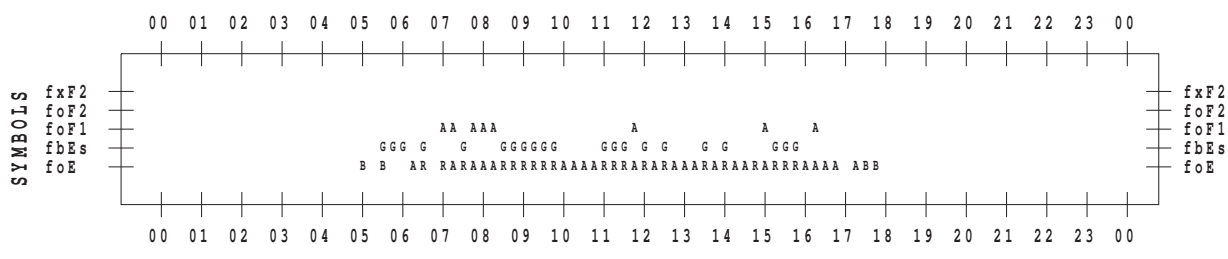 00 01 02 03 04 05 06 07 08 09 10 11 12 13 14 15 16 17 18 19 20 21 22 23 00
SYMBOLS
fxF2 fxF2
foF2 foF2
foF1 AA AAA A A A foF1
fbEs GGG G G GGGGGG GGG G G G G GGG fbEs
foE B B AR RARAAARRRRRRAAAARRRARARAAARARAARARRRAAAA ABB foE
00 01 02 03 04 05 06 07 08 09 10 11 12 13 14 15 16 17 18 19 20 21 22 23 00